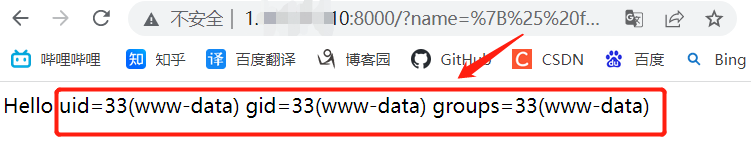 不安全 | 1. 10:8000/?name=%7B%25%20f...
哔哩哔哩 知 知乎 译 百度翻译 博客园 GitHub C CSDN 百度 Bing
Hello uid=33(www-data) gid=33(www-data) groups=33(www-data)